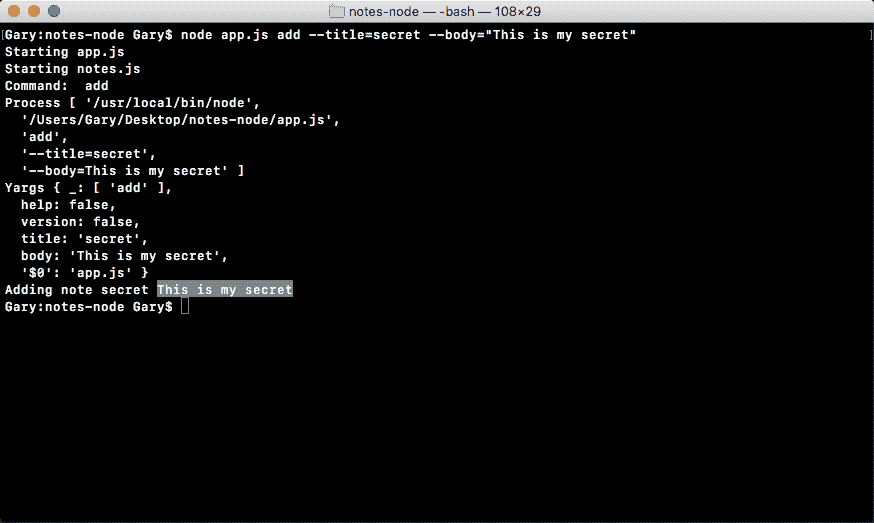 notes-node — -bash — 108×29
[Gary:notes-node Gary$ node app.js add --title=secret --body="This is my secret" ]
Starting app.js
Starting notes.js
Command:  add
Process [ '/usr/local/bin/node',
  '/Users/Gary/Desktop/notes-node/app.js',
  'add',
  '--title=secret',
  '--body=This is my secret' ]
Yargs { _: [ 'add' ],
  help: false,
  version: false,
  title: 'secret',
  body: 'This is my secret',
  '$0': 'app.js' }
Adding note secret This is my secret
Gary:notes-node Gary$